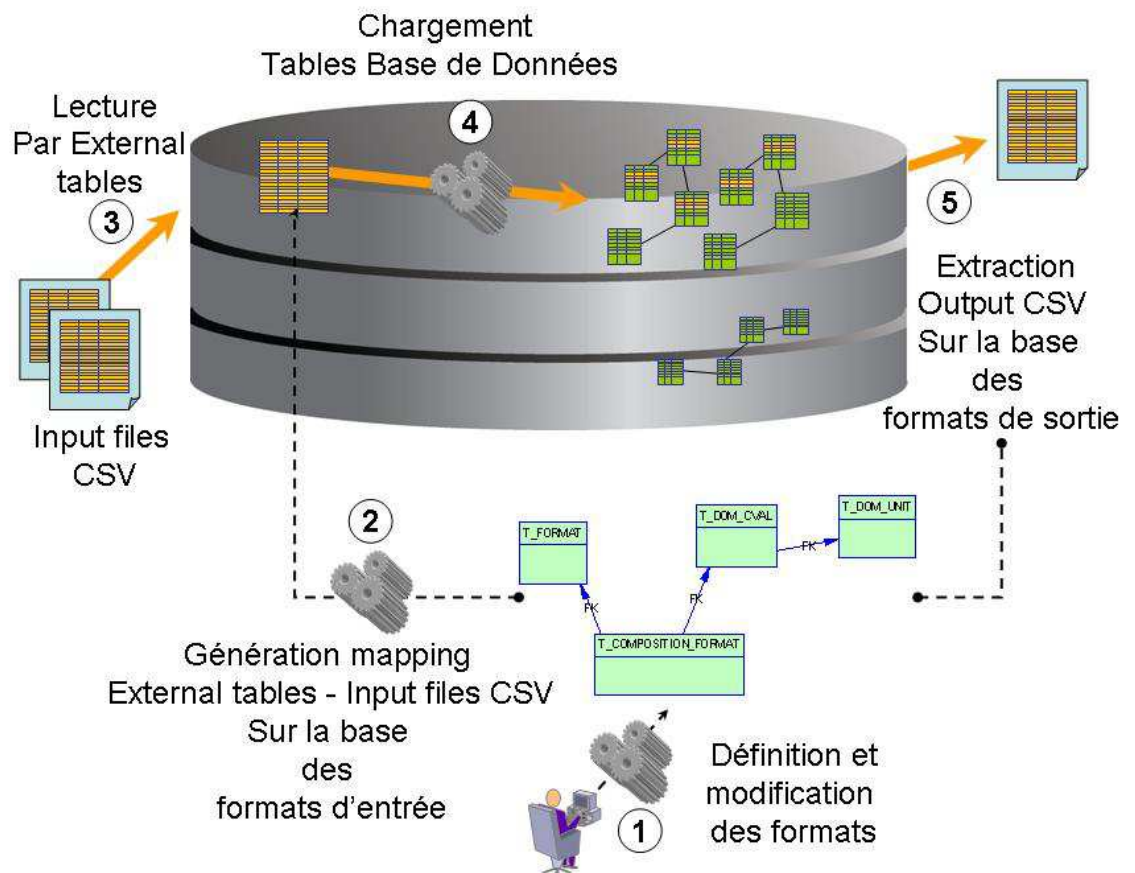 Chargement
Tables Base de Données
4
Lecture
Par External
tables
3
5
Input files
CSV
Extraction
Output CSV
Sur la base
des
formats de sortie
2
T_FORMAT
T_DOM_CVAL
T_DOM_UNIT
FK
FK
FK
T_COMPOSITION_FORMAT
Génération mapping
External tables - Input files CSV
Sur la base
des
formats d'entrée
1
Définition et
modification
des formats